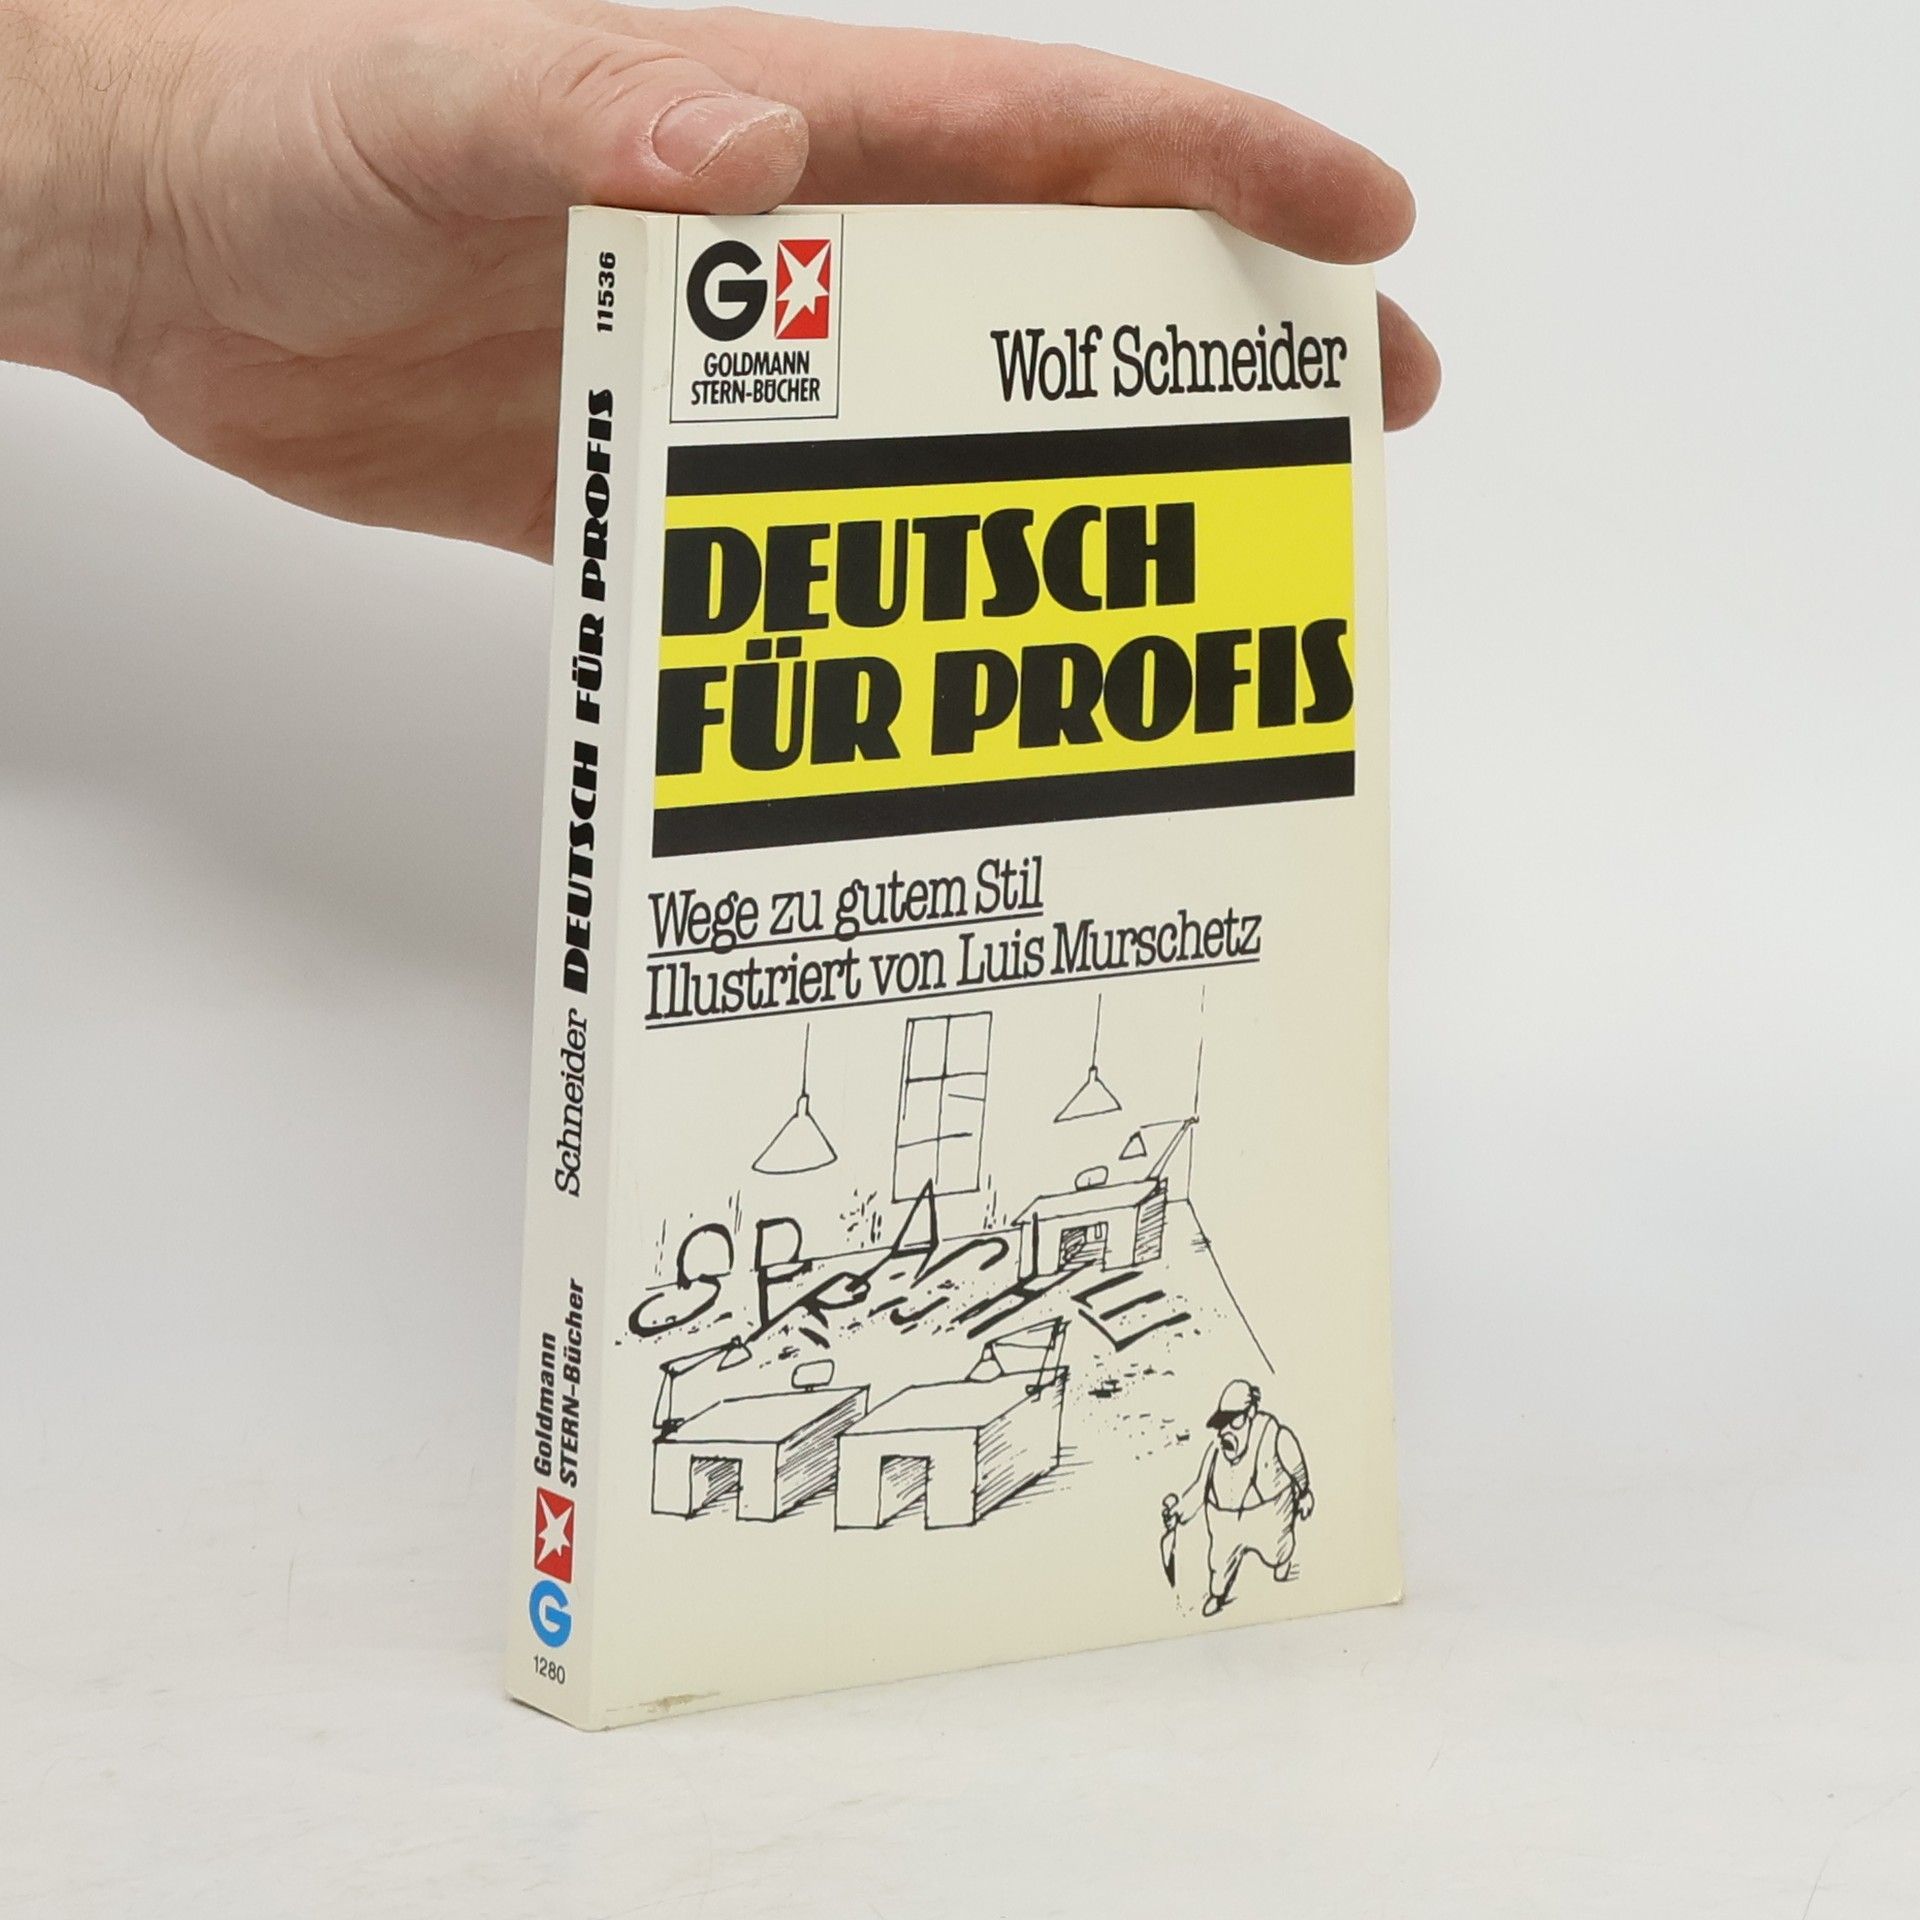 G
GOLDMANN
STERN-BÜCHER
Wolf Schneider
DEUTSCH
FÜR PROFIS
Wege zu gutem Stil
Illustriert von Luis Murschetz
SPRACHE
11536
Schneider DEUTSCH FÜR PROFIS
Goldmann
STERN-Bücher
G
1280